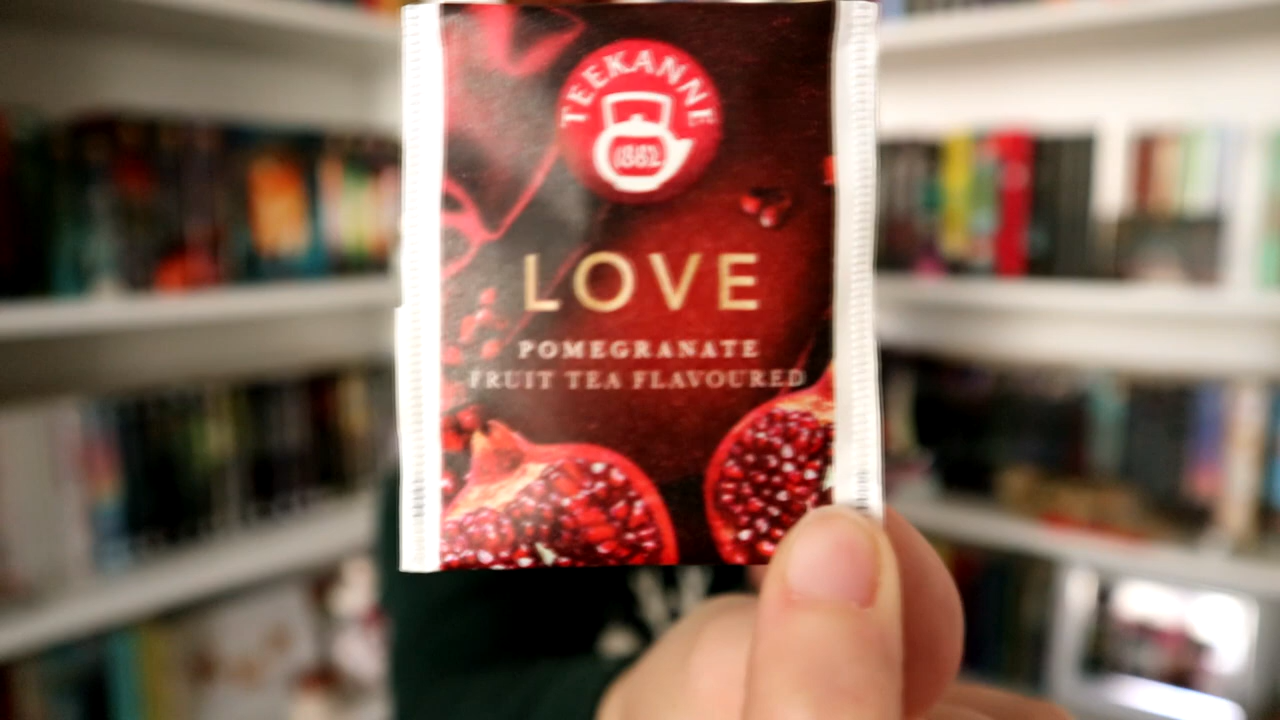 TEEKANNE
1882
LOVE
POMEGRANATE
FRUIT TEA FLAVOURED